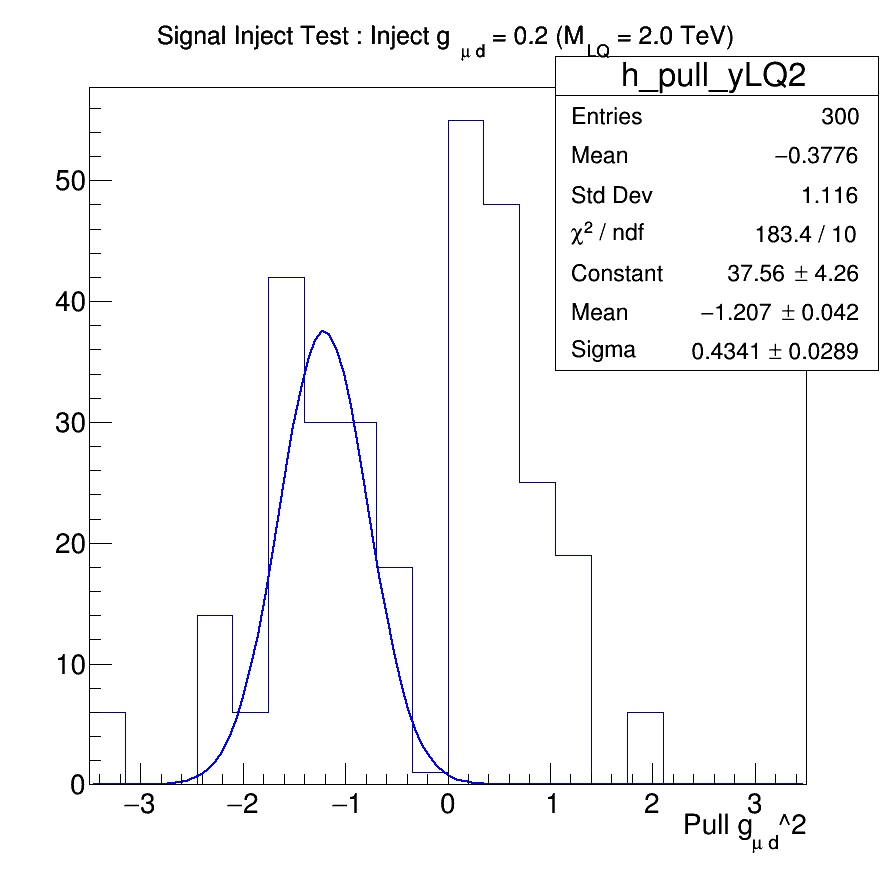 Signal Inject Test : Inject g μ d = 0.2 (M LQ = 2.0 TeV)
h_pull_yLQ2
Entries 300
Mean −0.3776
Std Dev 1.116
χ² / ndf 183.4 / 10
Constant 37.56 ± 4.26
Mean −1.207 ± 0.042
Sigma 0.4341 ± 0.0289
50
40
30
20
10
0
−3 −2 −1 0 1 2 3
Pull g μ d ^2